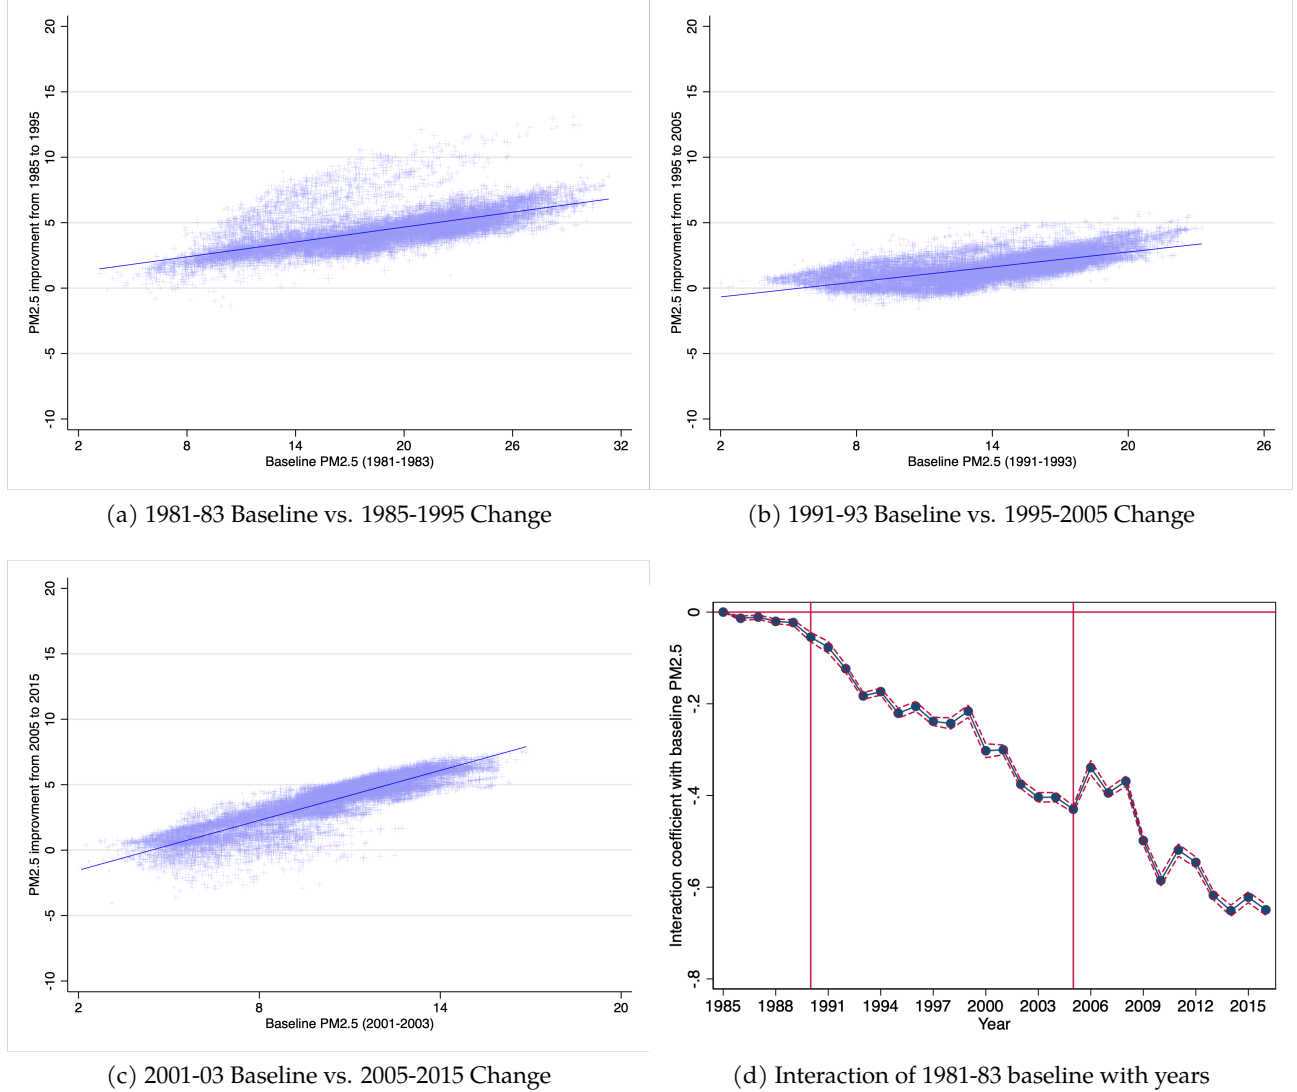 20
15
10
5
0
-5
-10
PM2.5 improvment from 1985 to 1995
2 8 14 20 26 32
Baseline PM2.5 (1981-1983)
(a) 1981-83 Baseline vs. 1985-1995 Change
20
15
10
5
0
-5
-10
PM2.5 improvment from 1995 to 2005
2 8 14 20 26
Baseline PM2.5 (1991-1993)
(b) 1991-93 Baseline vs. 1995-2005 Change
20
15
10
5
0
-5
-10
PM2.5 improvment from 2005 to 2015
2 8 14 20
Baseline PM2.5 (2001-2003)
(c) 2001-03 Baseline vs. 2005-2015 Change
0
-.2
-.4
-.6
-.8
Interaction coefficient with baseline PM2.5
1985 1988 1991 1994 1997 2000 2003 2006 2009 2012 2015
Year
(d) Interaction of 1981-83 baseline with years